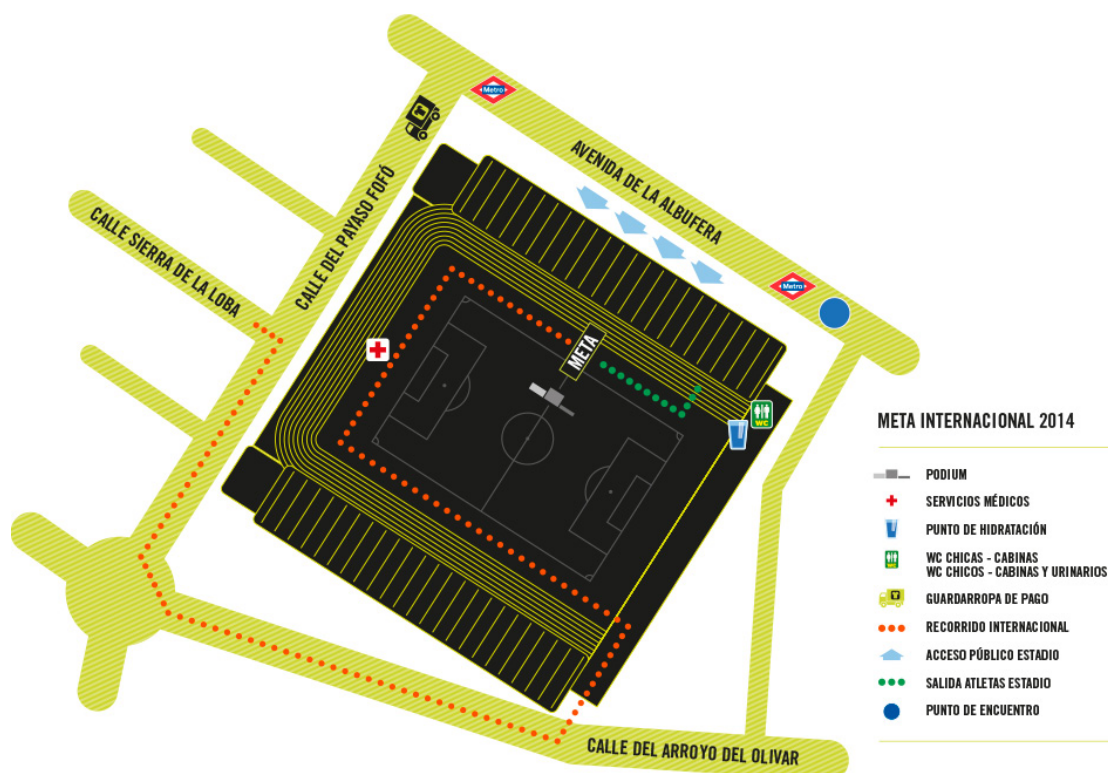 Metro
AVENIDA DE LA ALBUFERA
CALLE DEL PAYASO FOFÓ
CALLE SIERRA DE LA LOBA
Metro
META
WC
CALLE DEL ARROYO DEL OLIVAR
META INTERNACIONAL 2014
PODIUM
SERVICIOS MÉDICOS
PUNTO DE HIDRATACIÓN
WC CHICAS - CABINAS
WC CHICOS - CABINAS Y URINARIOS
WC
GUARDARROPA DE PAGO
RECORRIDO INTERNACIONAL
ACCESO PÚBLICO ESTADIO
SALIDA ATLETAS ESTADIO
PUNTO DE ENCUENTRO